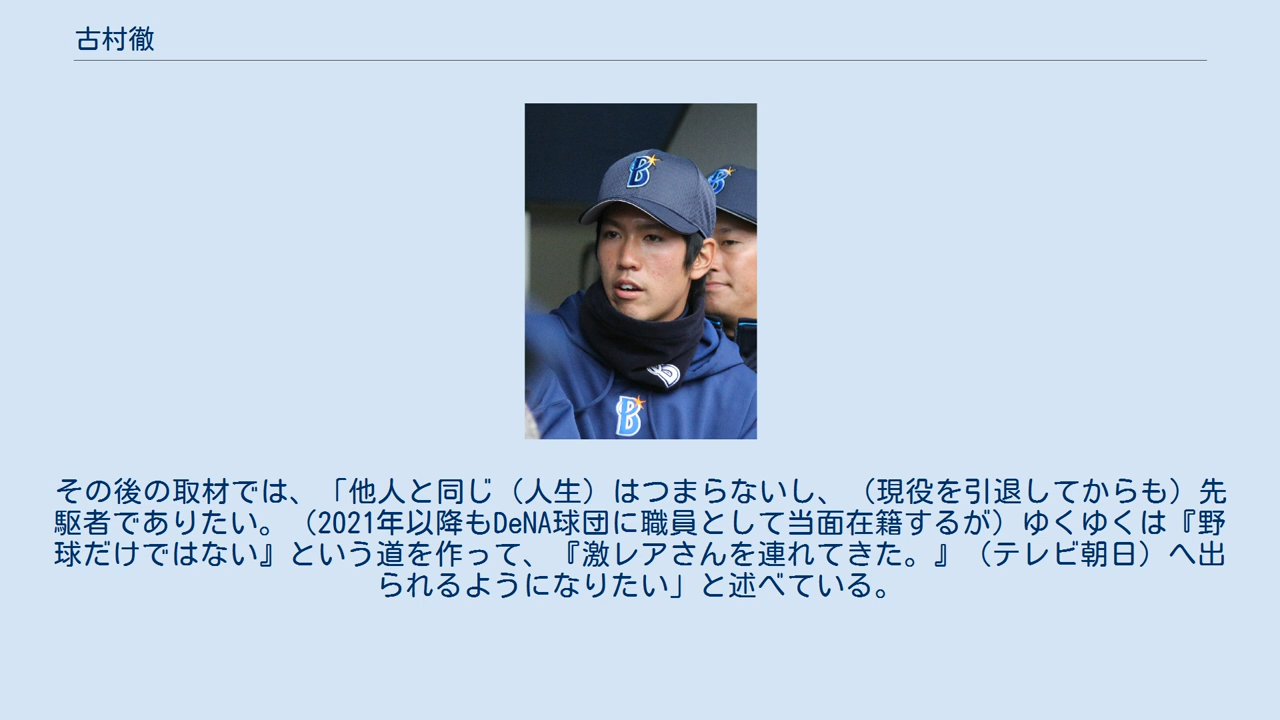 古村徹
B
B
B
その後の取材では、「他人と同じ（人生）はつまらないし、（現役を引退してからも）先
駆者でありたい。（2021年以降もDeNA球団に職員として当面在籍するが）ゆくゆくは『野
球だけではない』という道を作って、『激レアさんを連れてきた。』（テレビ朝日）へ出
られるようになりたい」と述べている。